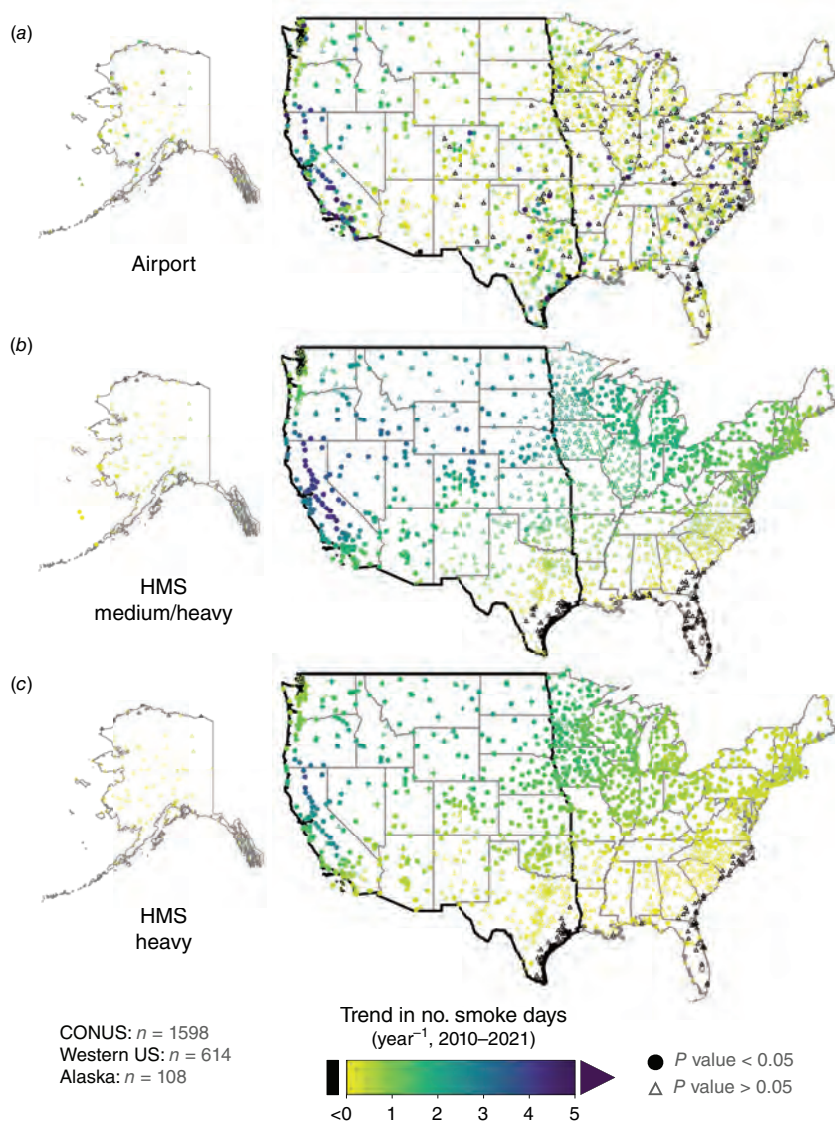 (a)
Airport
(b)
HMS
medium/heavy
(c)
HMS
heavy
CONUS: n = 1598
Western US: n = 614
Alaska: n = 108
Trend in no. smoke days
(year⁻¹, 2010–2021)
<0 1 2 3 4 5
P value < 0.05
P value > 0.05